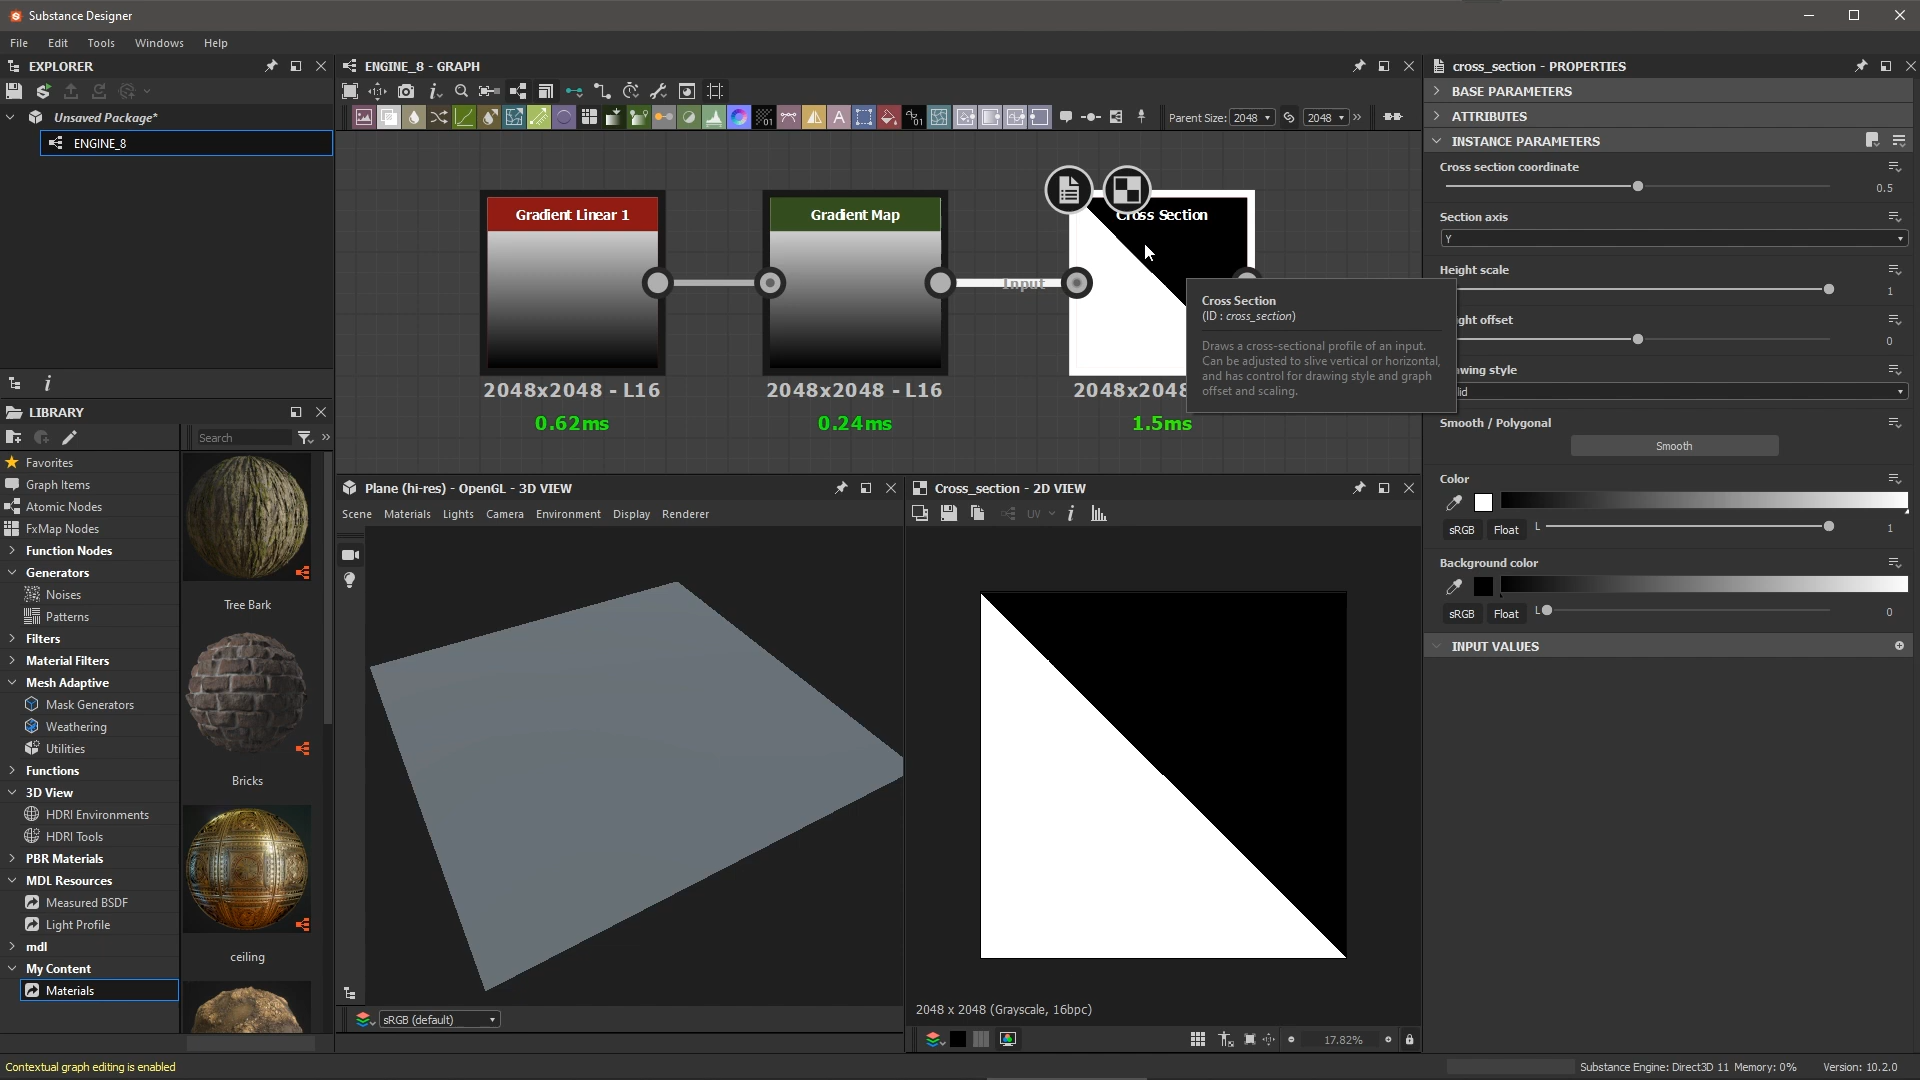 Substance Designer
File Edit Tools Windows Help
EXPLORER
Unsaved Package*
ENGINE_8
LIBRARY
Search
Favorites
Graph Items
Atomic Nodes
FxMap Nodes
Function Nodes
Generators
Noises
Patterns
Filters
Material Filters
Mesh Adaptive
Mask Generators
Weathering
Utilities
Functions
3D View
HDRI Environments
HDRI Tools
PBR Materials
MDL Resources
Measured BSDF
Light Profile
mdl
My Content
Materials
Tree Bark
Bricks
ceiling
ENGINE_8 - GRAPH
Parent Size: 2048 2048
Gradient Linear 1
2048x2048 - L16
0.62ms
Gradient Map
2048x2048 - L16
0.24ms
Input
Cross Section
2048x2048
1.5ms
Cross Section
(ID : cross_section)
Draws a cross-sectional profile of an input.
Can be adjusted to slive vertical or horizontal,
and has control for drawing style and graph
offset and scaling.
Plane (hi-res) - OpenGL - 3D VIEW
Scene Materials Lights Camera Environment Display Renderer
sRGB (default)
Cross_section - 2D VIEW
UV
2048 x 2048 (Grayscale, 16bpc)
17.82%
cross_section - PROPERTIES
BASE PARAMETERS
ATTRIBUTES
INSTANCE PARAMETERS
Cross section coordinate
0.5
Section axis
Y
Height scale
1
ght offset
0
wing style
lid
Smooth / Polygonal
Smooth
Color
sRGB Float L 1
Background color
sRGB Float L 0
INPUT VALUES
Contextual graph editing is enabled
Substance Engine: Direct3D 11 Memory: 0% Version: 10.2.0